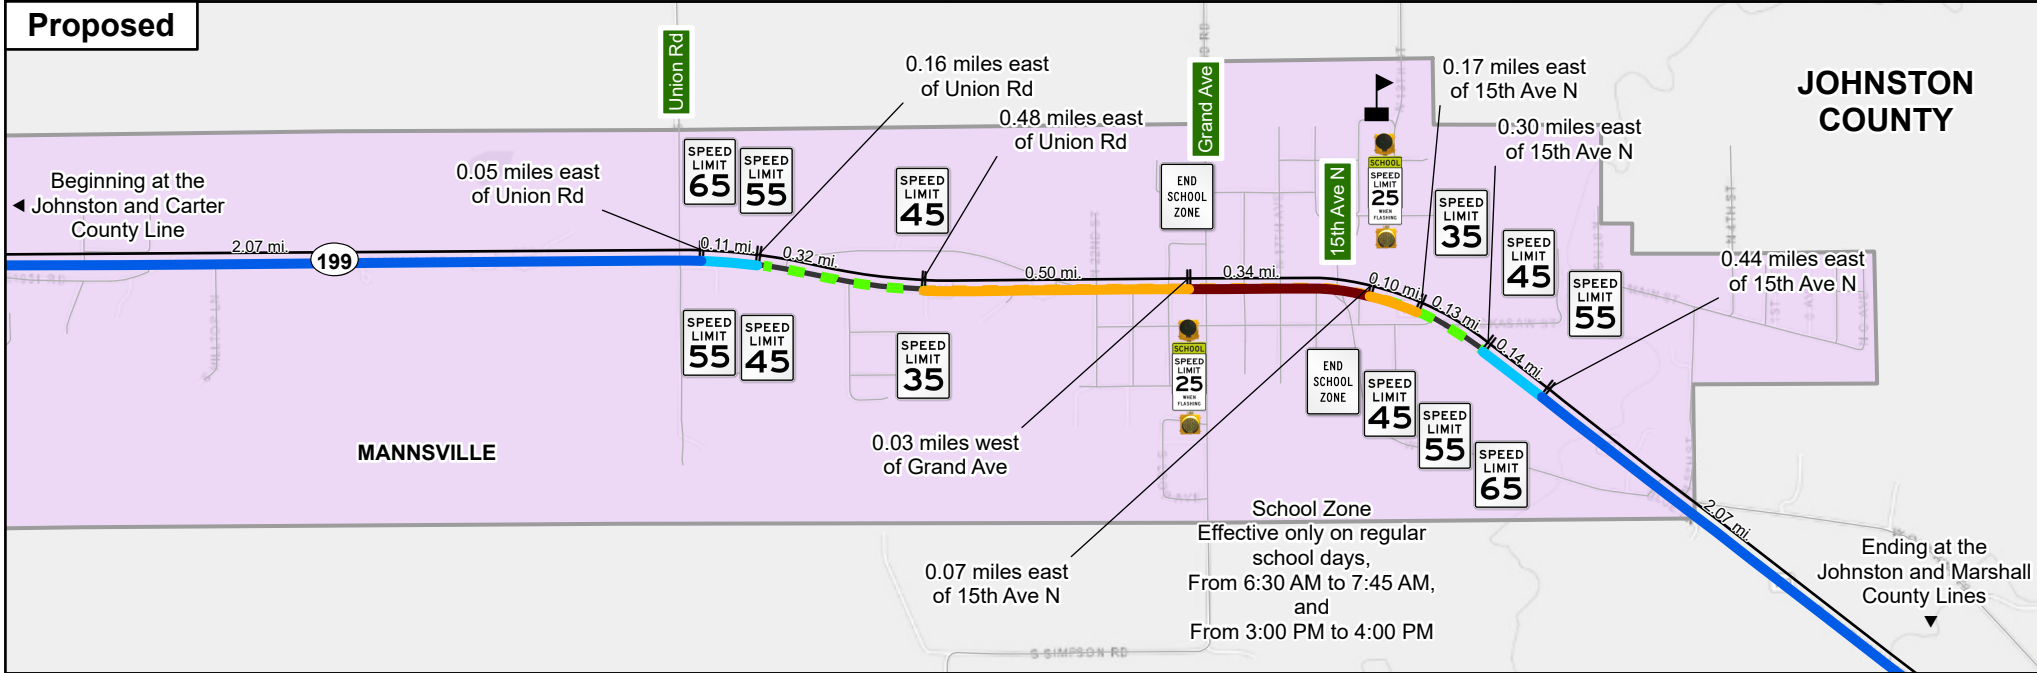 Proposed
Union Rd
0.16 miles east
of Union Rd
0.48 miles east
of Union Rd
Grand Ave
0.17 miles east
of 15th Ave N
0.30 miles east
of 15th Ave N
JOHNSTON
COUNTY
Beginning at the
Johnston and Carter
County Line
0.05 miles east
of Union Rd
SPEED
LIMIT
65
SPEED
LIMIT
55
SPEED
LIMIT
45
END
SCHOOL
ZONE
15th Ave N
SCHOOL
SPEED
LIMIT
25
WHEN
FLASHING
SPEED
LIMIT
35
SPEED
LIMIT
45
SPEED
LIMIT
55
0.44 miles east
of 15th Ave N
N 4TH ST
2.07 mi.
199
0.11 mi.
0.32 mi.
0.50 mi.
0.34 mi.
0.10 mi.
0.13 mi.
0.14 mi.
2.07 mi.
SPEED
LIMIT
55
SPEED
LIMIT
45
SPEED
LIMIT
35
SCHOOL
SPEED
LIMIT
25
WHEN
FLASHING
END
SCHOOL
ZONE
SPEED
LIMIT
45
SPEED
LIMIT
55
SPEED
LIMIT
65
MANNSVILLE
0.03 miles west
of Grand Ave
0.07 miles east
of 15th Ave N
School Zone
Effective only on regular
school days,
From 6:30 AM to 7:45 AM,
and
From 3:00 PM to 4:00 PM
Ending at the
Johnston and Marshall
County Lines
S SIMPSON RD